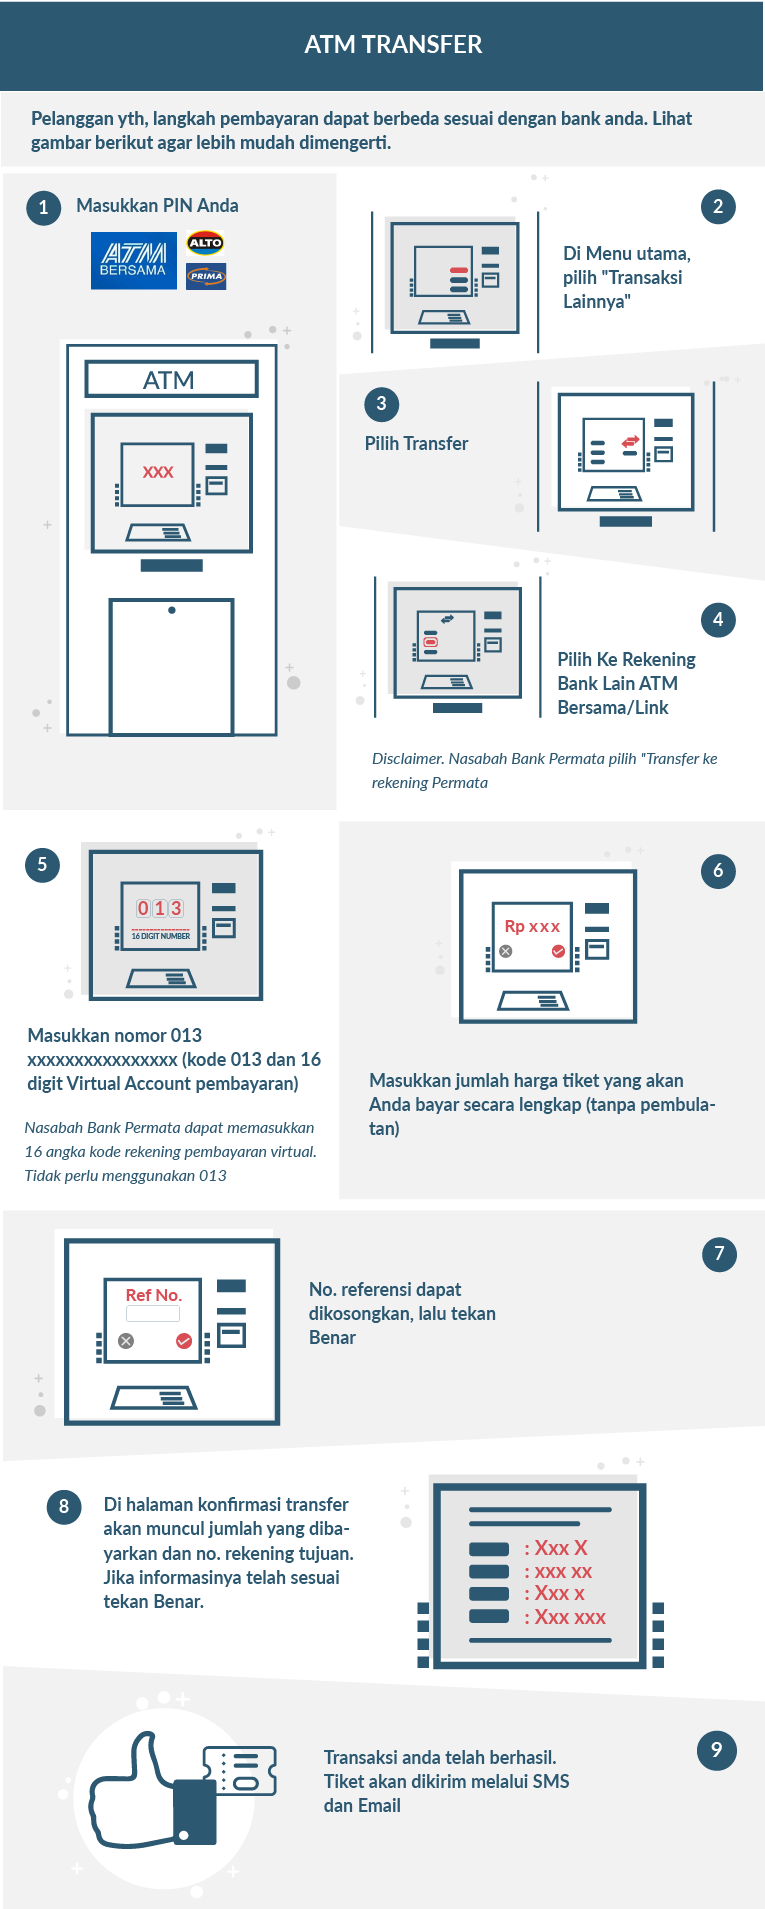 ATM TRANSFER
Pelanggan yth, langkah pembayaran dapat berbeda sesuai dengan bank anda. Lihat
gambar berikut agar lebih mudah dimengerti.
1
Masukkan PIN Anda
ATM
BERSAMA
ALTO
PRIMA
ATM
XXX
2
Di Menu utama,
pilih "Transaksi
Lainnya"
3
Pilih Transfer
4
Pilih Ke Rekening
Bank Lain ATM
Bersama/Link
Disclaimer. Nasabah Bank Permata pilih "Transfer ke
rekening Permata
5
0 1 3
16 DIGIT NUMBER
Masukkan nomor 013
xxxxxxxxxxxxxxxx (kode 013 dan 16
digit Virtual Account pembayaran)
Nasabah Bank Permata dapat memasukkan
16 angka kode rekening pembayaran virtual.
Tidak perlu menggunakan 013
6
Rp x x x
Masukkan jumlah harga tiket yang akan
Anda bayar secara lengkap (tanpa pembula-
tan)
7
Ref No.
No. referensi dapat
dikosongkan, lalu tekan
Benar
8
Di halaman konfirmasi transfer
akan muncul jumlah yang diba-
yarkan dan no. rekening tujuan.
Jika informasinya telah sesuai
tekan Benar.
: Xxx X
: xxx xx
: Xxx x
: Xxx xxx
9
Transaksi anda telah berhasil.
Tiket akan dikirim melalui SMS
dan Email